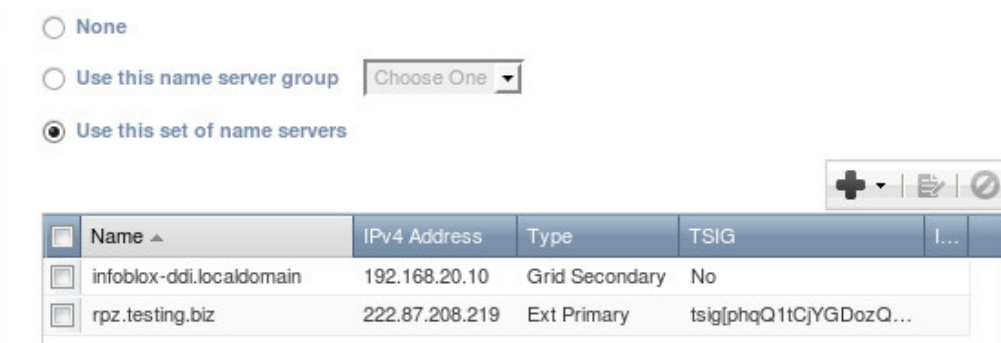 None
Use this name server group Choose One
Use this set of name servers
Name IPv4 Address Type TSIG I...
infoblox-ddi.localdomain 192.168.20.10 Grid Secondary No
rpz.testing.biz 222.87.208.219 Ext Primary tsig[phqQ1tCjYGDozQ...